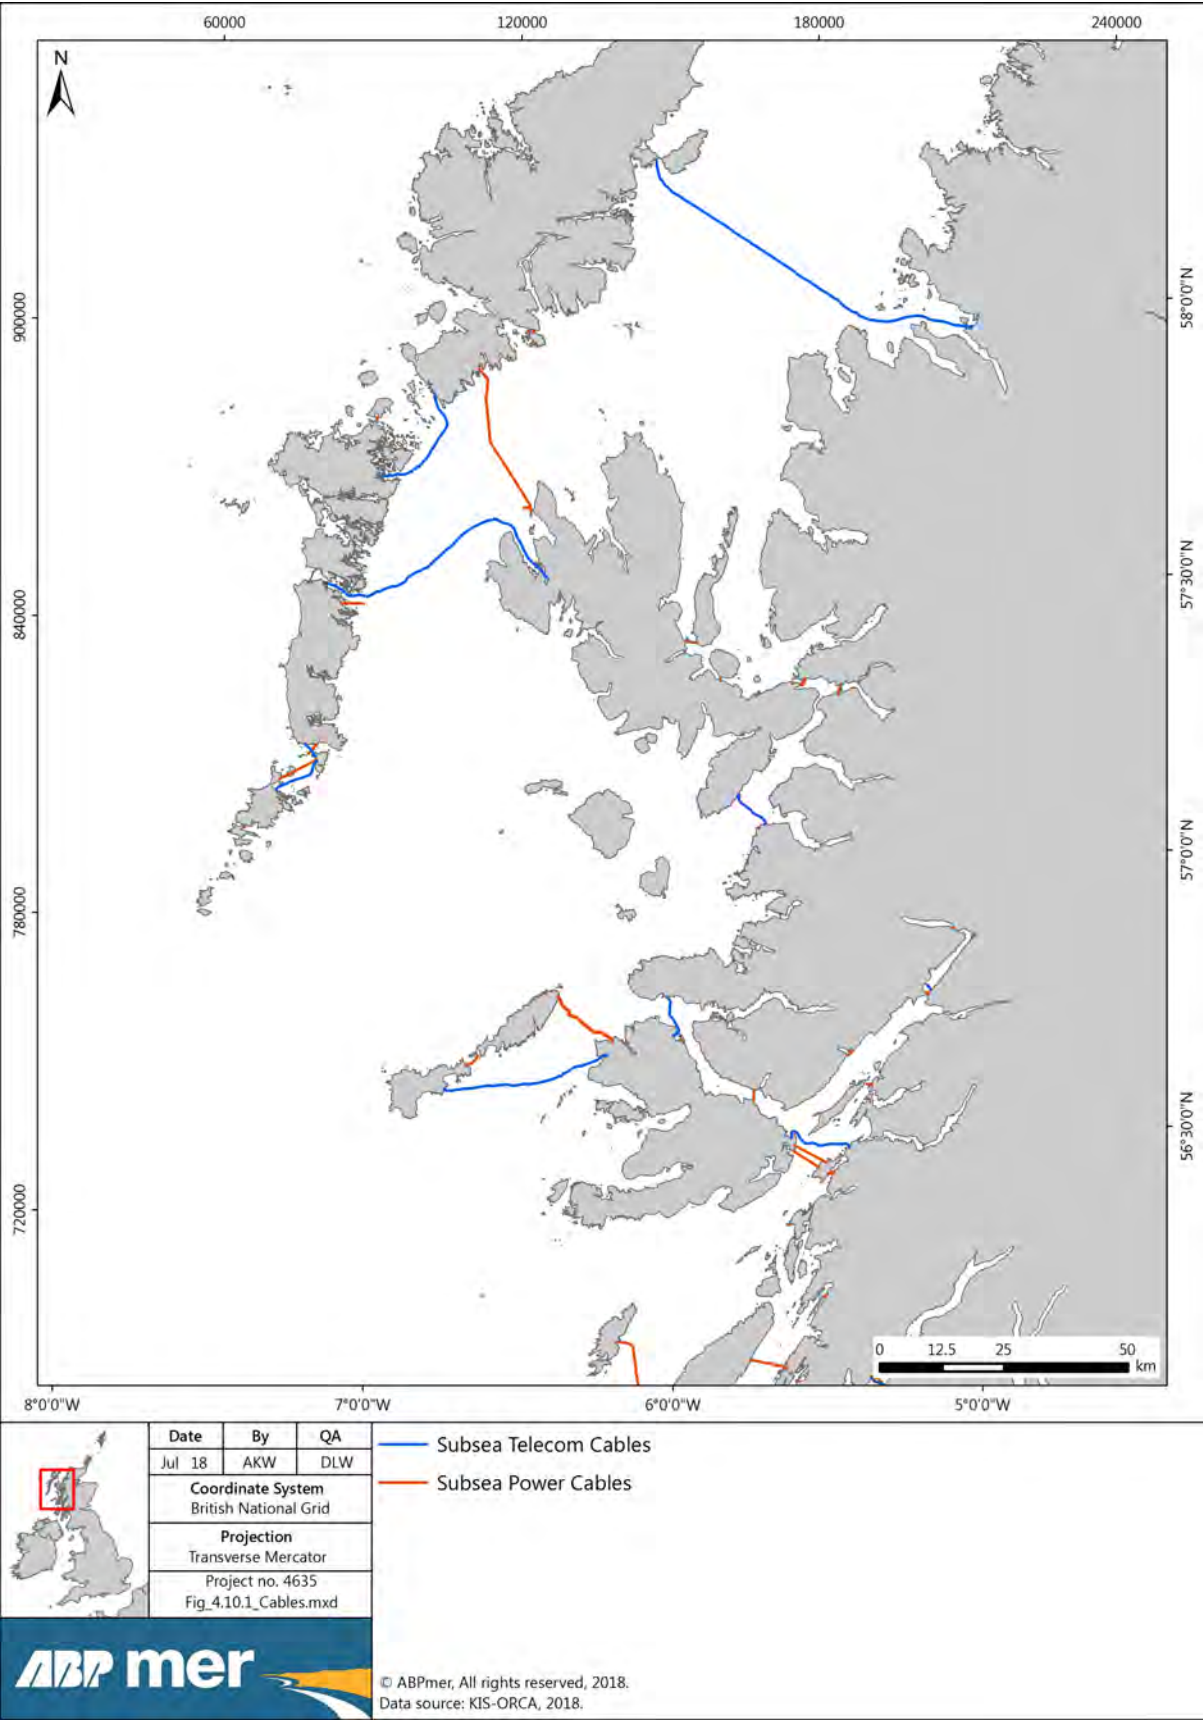 60000 120000 180000 240000
N
900000
840000
780000
720000
58°0'0"N
57°30'0"N
57°0'0"N
56°30'0"N
0 12.5 25 50
km
8°0'0"W 7°0'0"W 6°0'0"W 5°0'0"W
Date By QA
Jul 18 AKW DLW
Coordinate System
British National Grid
Projection
Transverse Mercator
Project no. 4635
Fig_4.10.1_Cables.mxd
Subsea Telecom Cables
Subsea Power Cables
ABP mer
© ABPmer, All rights reserved, 2018.
Data source: KIS-ORCA, 2018.